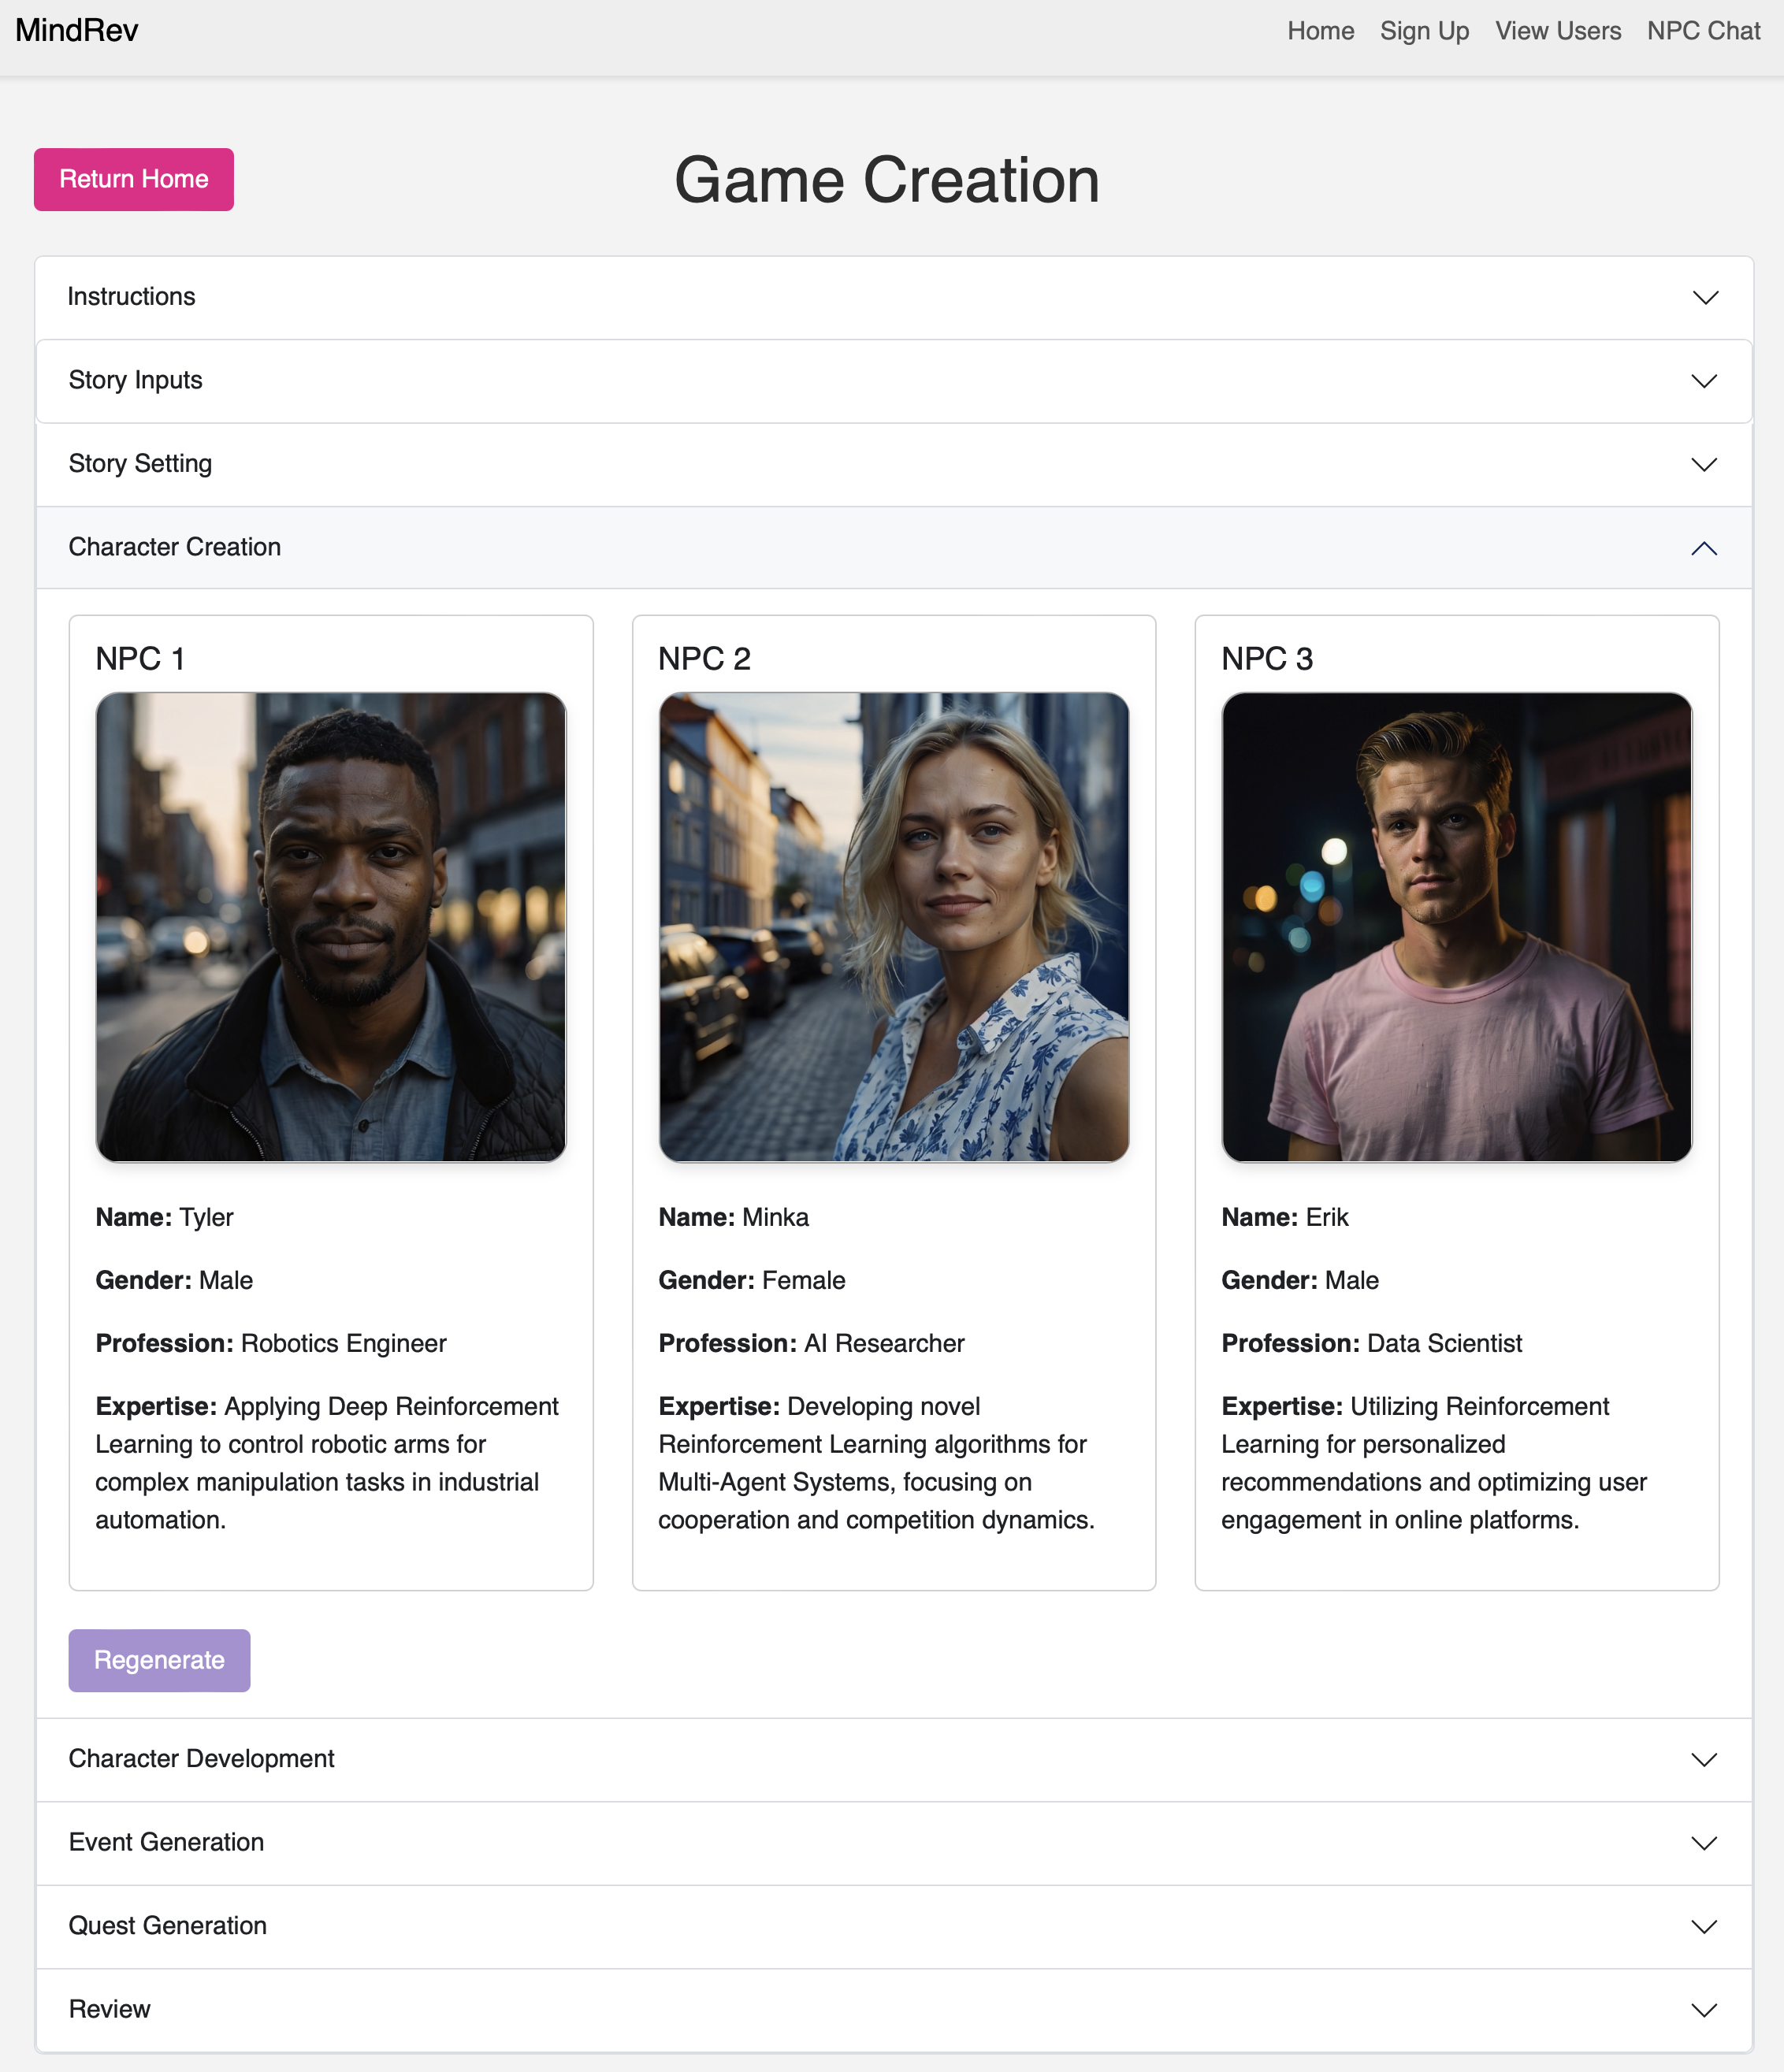 MindRev
Home
Sign Up
View Users
NPC Chat
Return Home
Game Creation
Instructions
Story Inputs
Story Setting
Character Creation
NPC 1
Name: Tyler
Gender: Male
Profession: Robotics Engineer
Expertise: Applying Deep Reinforcement
Learning to control robotic arms for
complex manipulation tasks in industrial
automation.
NPC 2
Name: Minka
Gender: Female
Profession: AI Researcher
Expertise: Developing novel
Reinforcement Learning algorithms for
Multi-Agent Systems, focusing on
cooperation and competition dynamics.
NPC 3
Name: Erik
Gender: Male
Profession: Data Scientist
Expertise: Utilizing Reinforcement
Learning for personalized
recommendations and optimizing user
engagement in online platforms.
Regenerate
Character Development
Event Generation
Quest Generation
Review